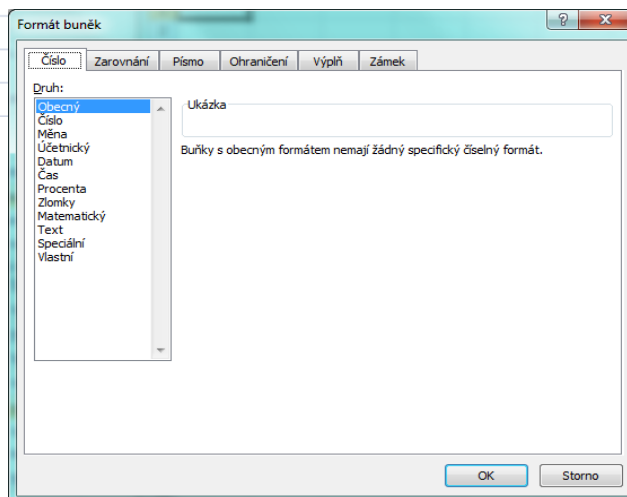 Formát buněk
Číslo Zarovnání Písmo Ohraničení Výplň Zámek
Druh:
Obecný
Číslo
Měna
Účetnický
Datum
Čas
Procenta
Zlomky
Matematický
Text
Speciální
Vlastní
Ukázka
Buňky s obecným formátem nemají žádný specifický číselný formát.
OK Storno